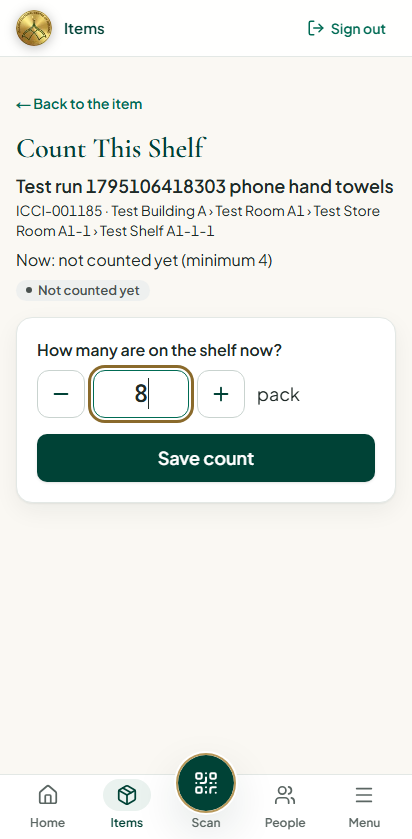 Items
Sign out
← Back to the item
Count This Shelf
Test run 1795106418303 phone hand towels
ICCI-001185 · Test Building A › Test Room A1 › Test Store
Room A1-1 › Test Shelf A1-1-1
Now: not counted yet (minimum 4)
Not counted yet
How many are on the shelf now?
− 8 + pack
Save count
Home Items Scan People Menu